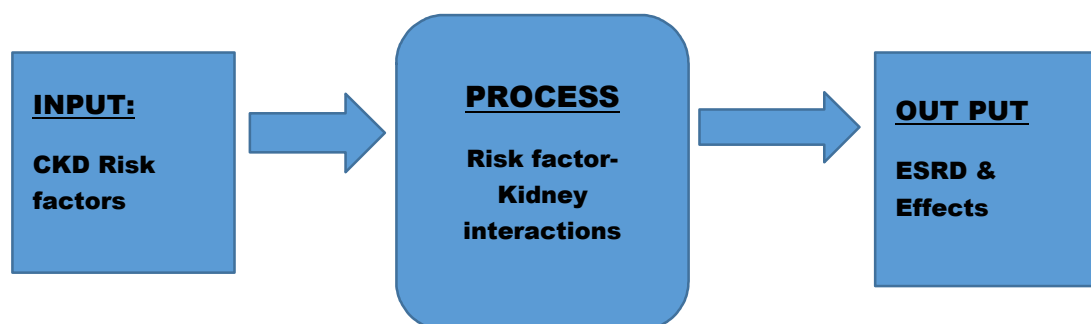 INPUT:
CKD Risk
factors
PROCESS
Risk factor-
Kidney
interactions
OUT PUT
ESRD &
Effects